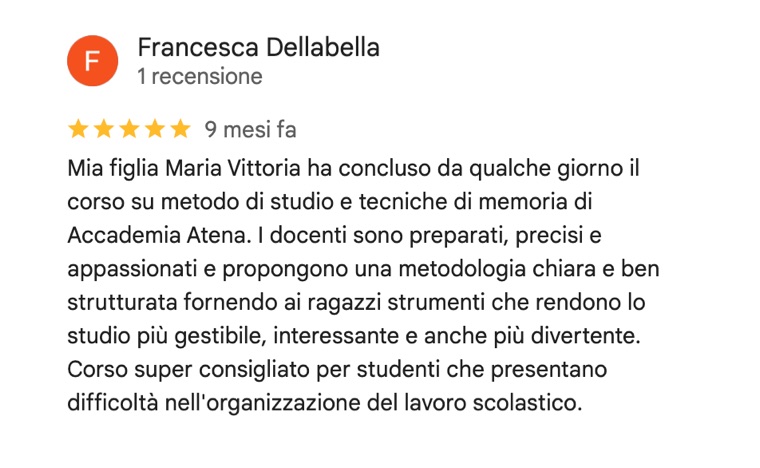 F
Francesca Dellabella
1 recensione
9 mesi fa
Mia figlia Maria Vittoria ha concluso da qualche giorno il
corso su metodo di studio e tecniche di memoria di
Accademia Atena. I docenti sono preparati, precisi e
appassionati e propongono una metodologia chiara e ben
strutturata fornendo ai ragazzi strumenti che rendono lo
studio più gestibile, interessante e anche più divertente.
Corso super consigliato per studenti che presentano
difficoltà nell'organizzazione del lavoro scolastico.